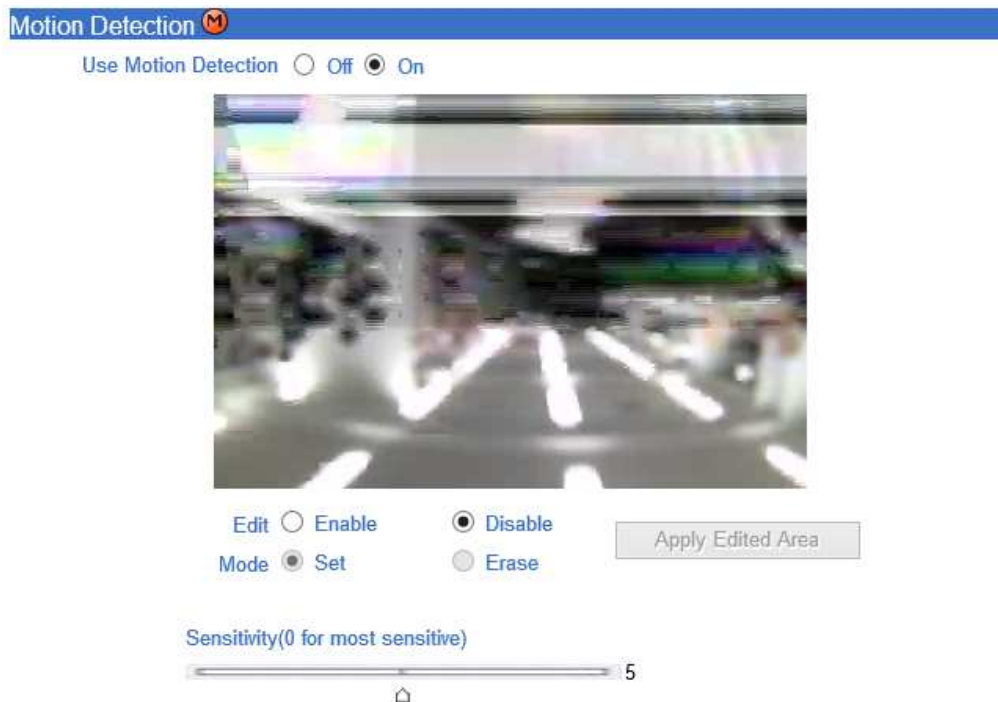 Motion Detection M
Use Motion Detection Off On
Edit Enable Disable
Apply Edited Area
Mode Set Erase
Sensitivity(0 for most sensitive)
5